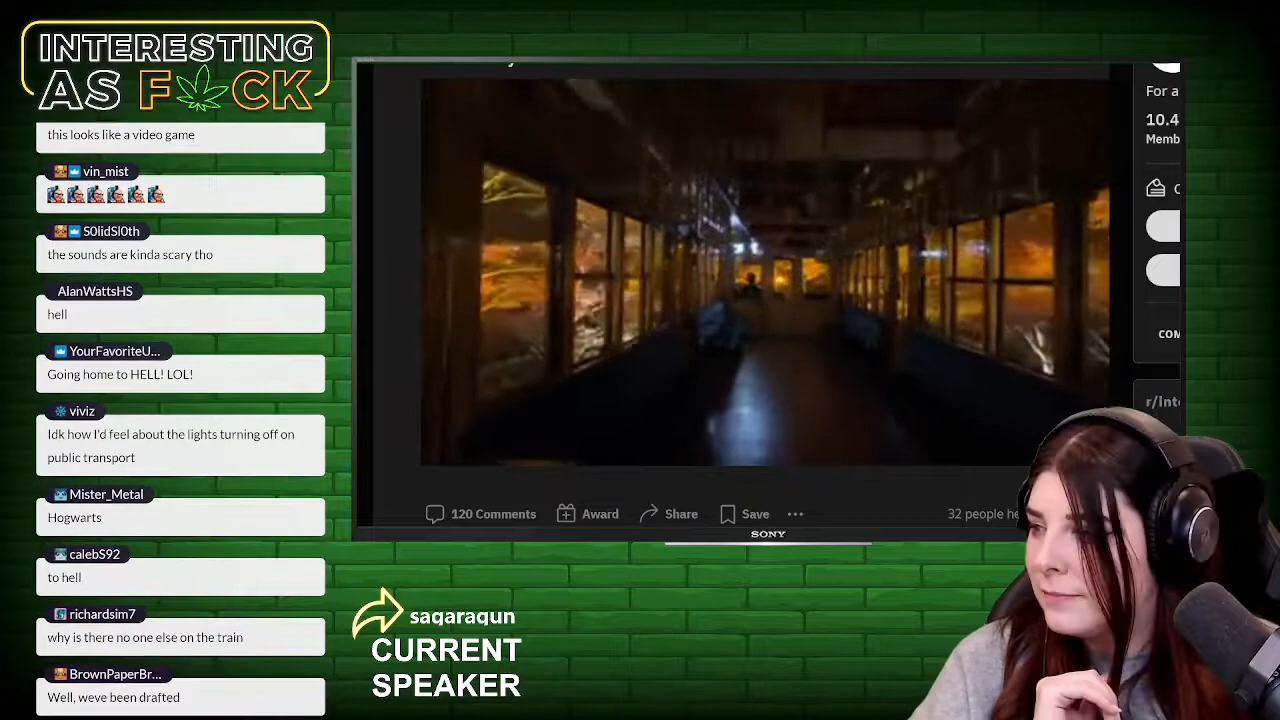 INTERESTING
AS F CK
this looks like a video game
vin_mist
S0lidSl0th
the sounds are kinda scary tho
AlanWattsHS
hell
YourFavoriteU...
Going home to HELL! LOL!
viviz
Idk how I'd feel about the lights turning off on
public transport
Mister_Metal
Hogwarts
calebS92
to hell
richardsim7
why is there no one else on the train
BrownPaperBr...
Well, weve been drafted
For a
10.4
Memb
COM
r/Inte
120 Comments
Award
Share
Save
32 people he
SONY
saqaraqun
CURRENT
SPEAKER